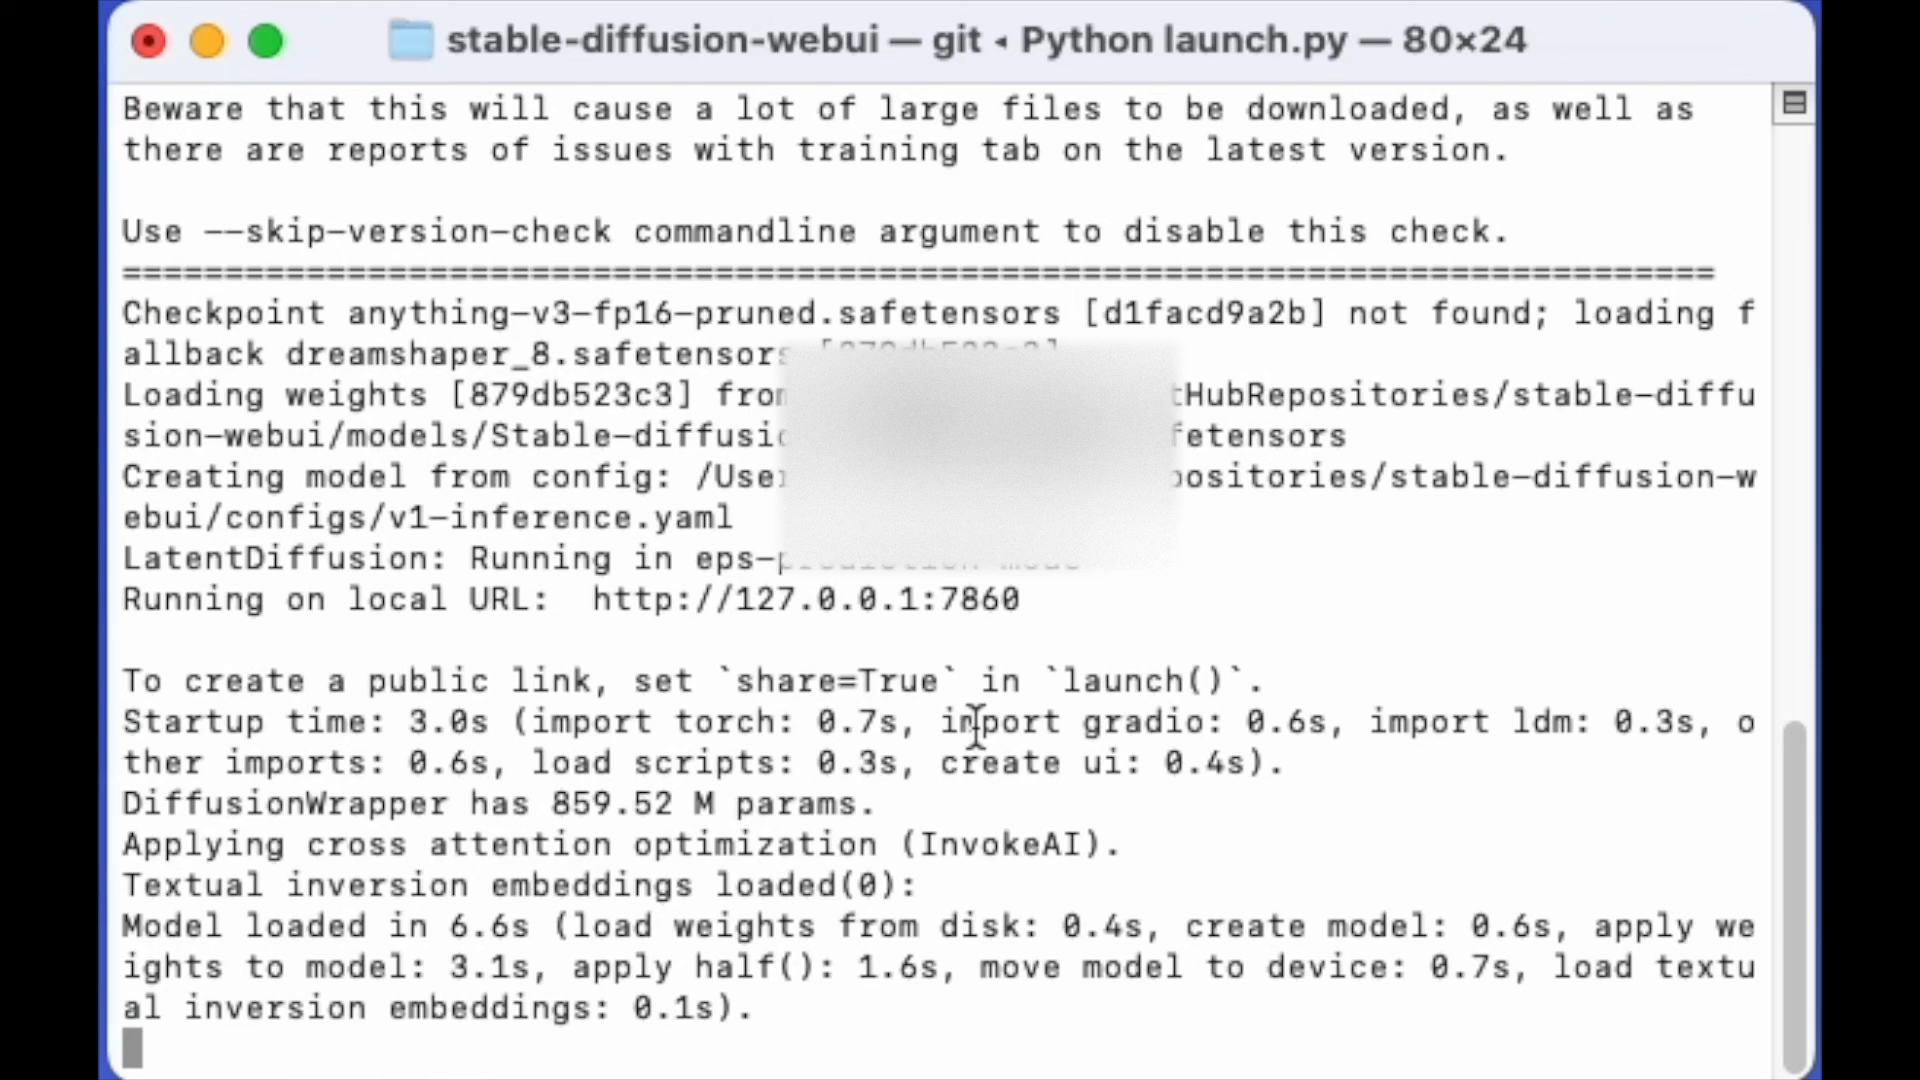 stable-diffusion-webui — git ◂ Python launch.py — 80×24
Beware that this will cause a lot of large files to be downloaded, as well as
there are reports of issues with training tab on the latest version.
Use --skip-version-check commandline argument to disable this check.
==============================================================================
Checkpoint anything-v3-fp16-pruned.safetensors [d1facd9a2b] not found; loading f
allback dreamshaper_8.safetensors
Loading weights [879db523c3] from tHubRepositories/stable-diffu
sion-webui/models/Stable-diffusio fetensors
Creating model from config: /User ositories/stable-diffusion-w
ebui/configs/v1-inference.yaml
LatentDiffusion: Running in eps-
Running on local URL:  http://127.0.0.1:7860
To create a public link, set `share=True` in `launch()`.
Startup time: 3.0s (import torch: 0.7s, import gradio: 0.6s, import ldm: 0.3s, o
ther imports: 0.6s, load scripts: 0.3s, create ui: 0.4s).
DiffusionWrapper has 859.52 M params.
Applying cross attention optimization (InvokeAI).
Textual inversion embeddings loaded(0):
Model loaded in 6.6s (load weights from disk: 0.4s, create model: 0.6s, apply we
ights to model: 3.1s, apply half(): 1.6s, move model to device: 0.7s, load textu
al inversion embeddings: 0.1s).